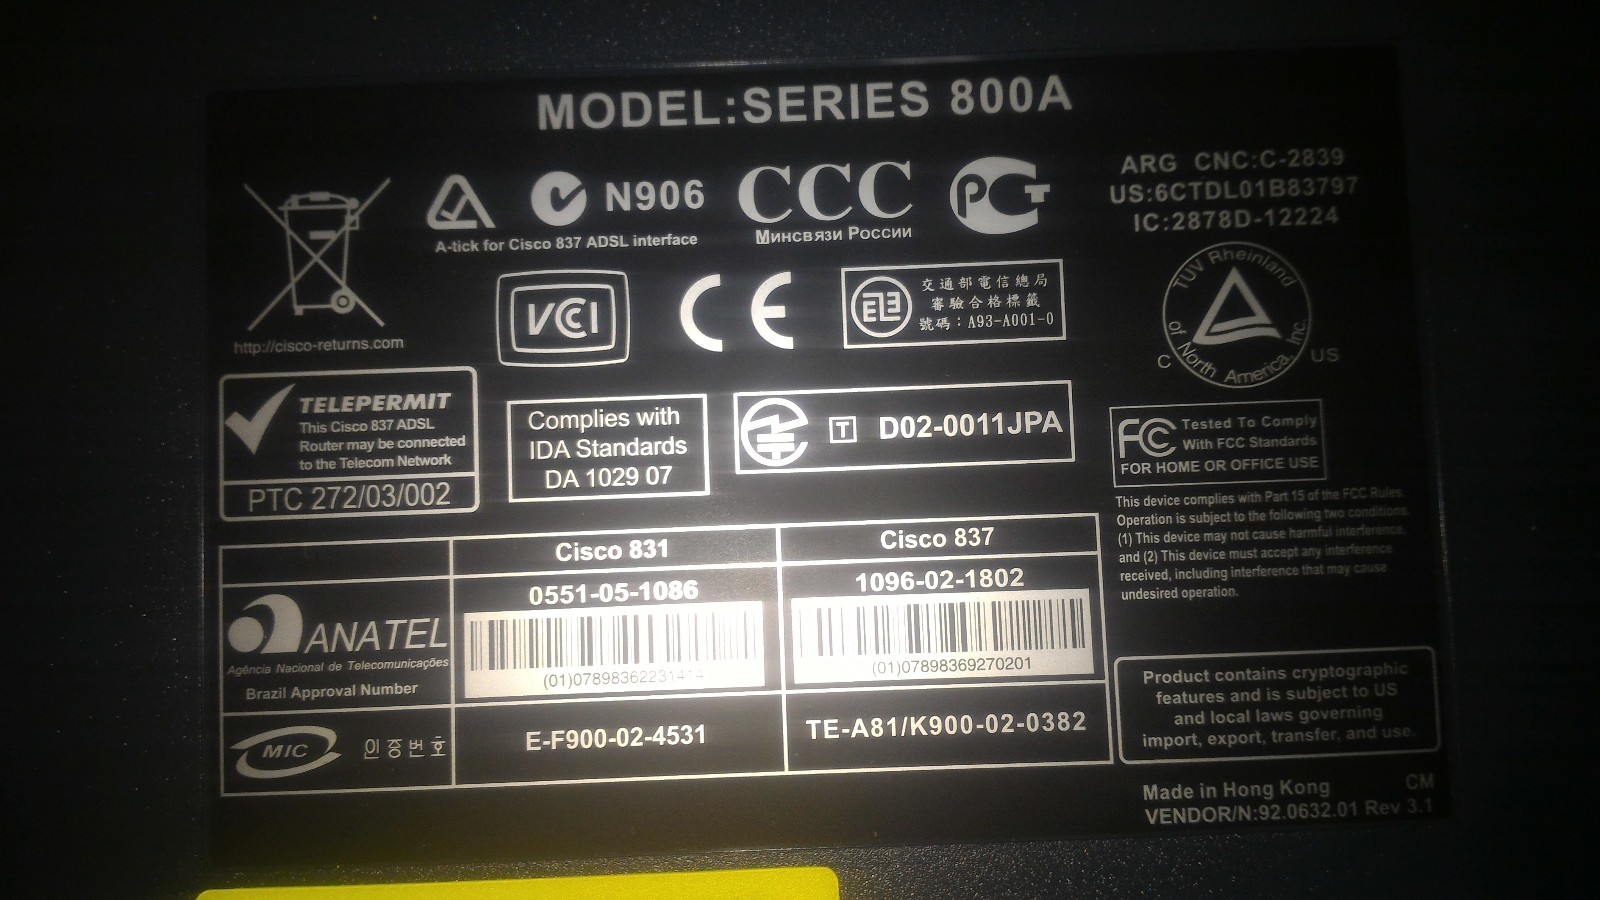 MODEL:SERIES 800A
http://cisco-returns.com
N906
A-tick for Cisco 837 ADSL interface
CCC
Минсвязи России
РСТ
ARG CNC:C-2839
US:6CTDL01B83797
IC:2878D-12224
VCCI
CE
交通部電信總局
審驗合格標籤
號碼：A93-A001-0
TUV Rheinland
of North America, Inc.
C US
TELEPERMIT
This Cisco 837 ADSL
Router may be connected
to the Telecom Network
PTC 272/03/002
Complies with
IDA Standards
DA 1029 07
T D02-0011JPA
FC Tested To Comply
With FCC Standards
FOR HOME OR OFFICE USE
This device complies with Part 15 of the FCC Rules.
Operation is subject to the following two conditions.
(1) This device may not cause harmful interference,
and (2) This device must accept any interference
received, including interference that may cause
undesired operation.
Cisco 831
Cisco 837
ANATEL
Agência Nacional de Telecomunicações
Brazil Approval Number
0551-05-1086
(01)07898362231414
1096-02-1802
(01)07898369270201
MIC 인증번호
E-F900-02-4531
TE-A81/K900-02-0382
Product contains cryptographic
features and is subject to US
and local laws governing
import, export, transfer, and use.
Made in Hong Kong CM
VENDOR/N:92.0632.01 Rev 3.1